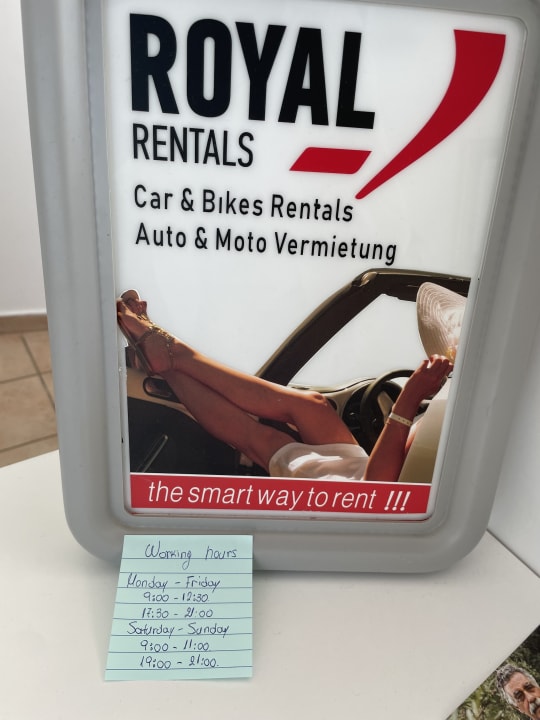 ROYAL
RENTALS
Car & Bikes Rentals
Auto & Moto Vermietung
the smart way to rent !!!
Working hours
Monday - Friday
9:00 - 12:30
17:30 - 21:00
Saturday - Sunday
9:00 - 11:00
19:00 - 21:00